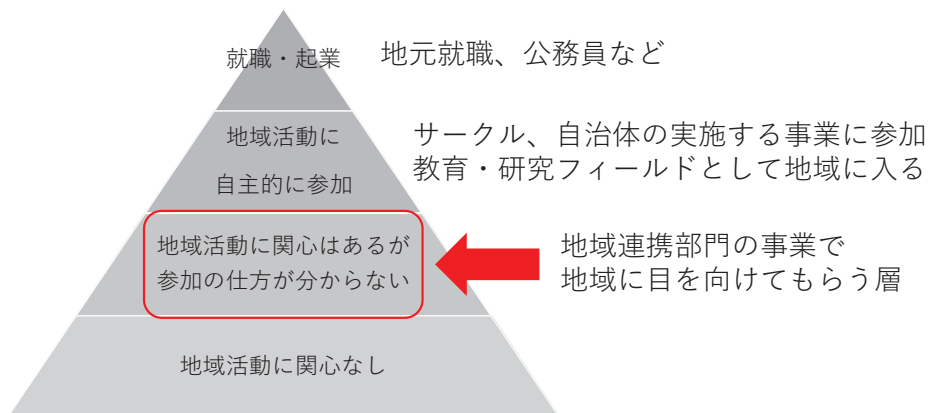 就職・起業
地元就職、公務員など
地域活動に
自主的に参加
サークル、自治体の実施する事業に参加
教育・研究フィールドとして地域に入る
地域活動に関心はあるが
参加の仕方が分からない
地域連携部門の事業で
地域に目を向けてもらう層
地域活動に関心なし